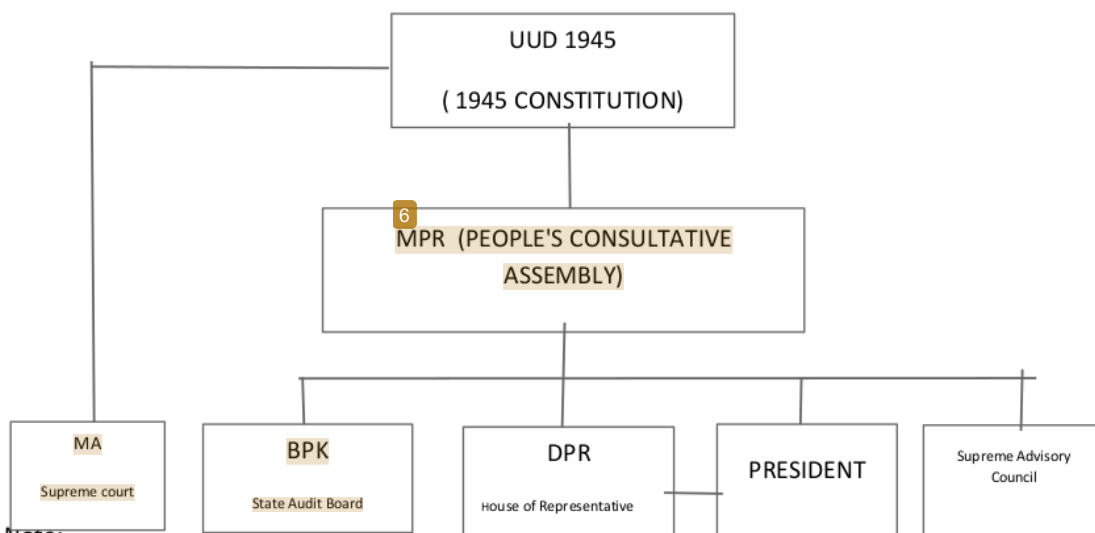 UUD 1945
( 1945 CONSTITUTION)
6
MPR (PEOPLE'S CONSULTATIVE
ASSEMBLY)
MA
Supreme court
BPK
State Audit Board
DPR
House of Representative
PRESIDENT
Supreme Advisory
Council